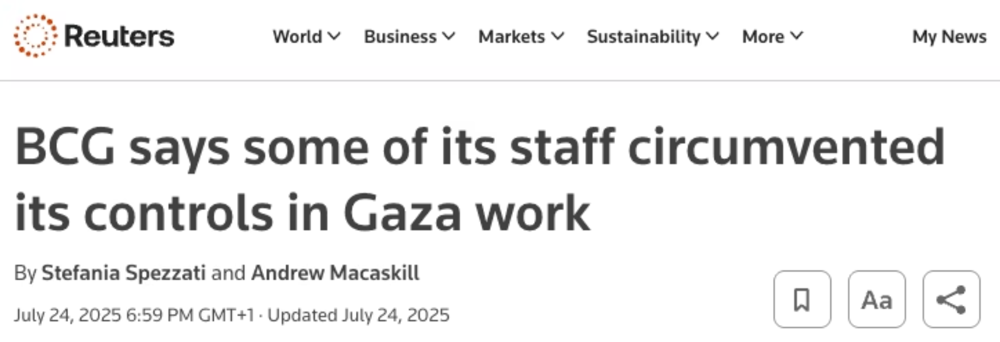 Reuters
World
Business
Markets
Sustainability
More
My News
BCG says some of its staff circumvented
its controls in Gaza work
By Stefania Spezzati and Andrew Macaskill
July 24, 2025 6:59 PM GMT+1 · Updated July 24, 2025
Aa